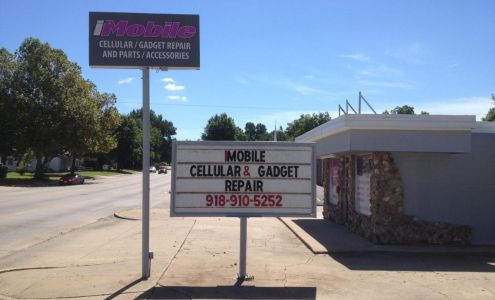 iMobile
CELLULAR / GADGET REPAIR
AND PARTS / ACCESSORIES
IMOBILE
CELLULAR & GADGET
REPAIR
918-910-5252